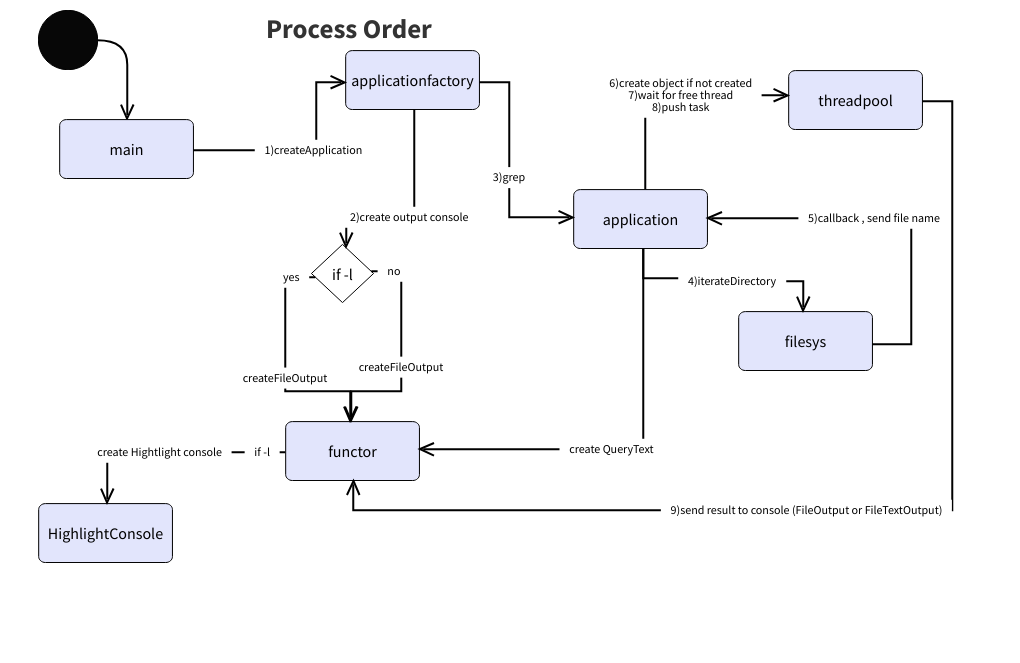 Process Order
applicationfactory
main
1)createApplication
6)create object if not created
7)wait for free thread
8)push task
threadpool
3)grep
2)create output console
application
5)callback , send file name
if -l
yes
no
4)iterateDirectory
filesys
createFileOutput
createFileOutput
functor
create QueryText
create Hightlight console
if -l
HighlightConsole
9)send result to console (FileOutput or FileTextOutput)